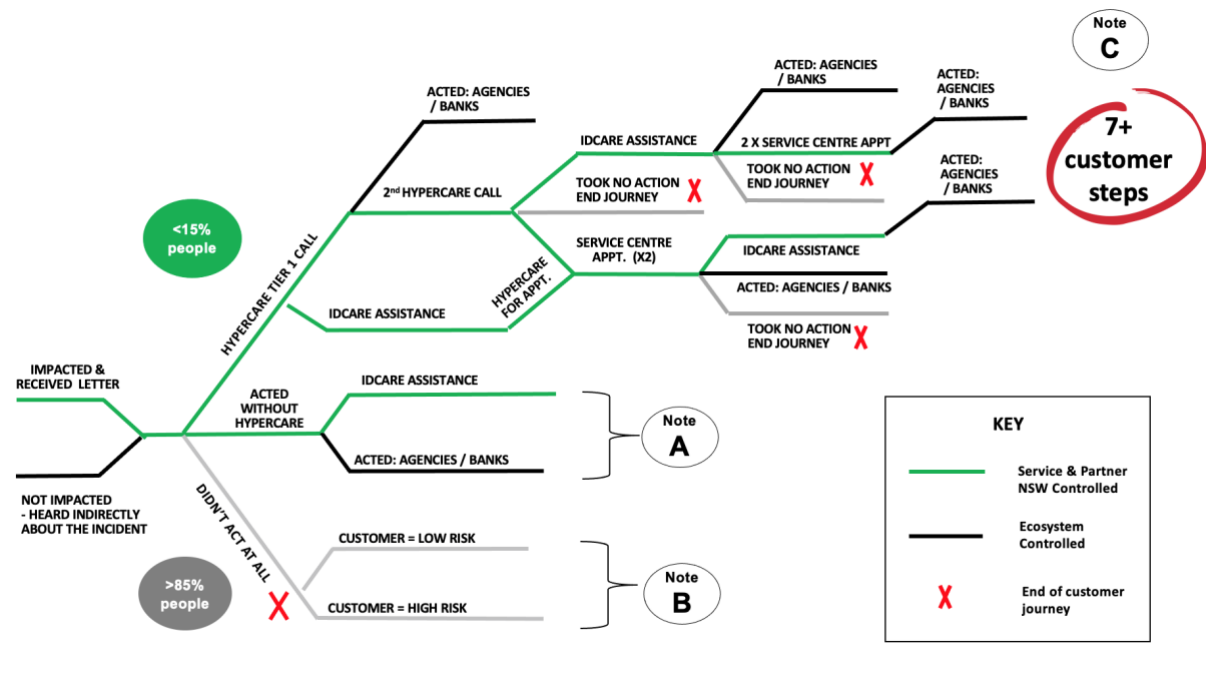 Note
C
ACTED: AGENCIES
/ BANKS
ACTED:
AGENCIES
/ BANKS
ACTED: AGENCIES
/ BANKS
7+
customer
steps
IDCARE ASSISTANCE
2 X SERVICE CENTRE APPT
ACTED:
AGENCIES
/ BANKS
TOOK NO ACTION
END JOURNEY
2nd HYPERCARE CALL
TOOK NO ACTION
END JOURNEY
<15%
people
SERVICE CENTRE
APPT. (X2)
IDCARE ASSISTANCE
HYPERCARE TIER 1 CALL
HYPERCARE
FOR APPT.
ACTED: AGENCIES / BANKS
IDCARE ASSISTANCE
TOOK NO ACTION
END JOURNEY
IMPACTED &
RECEIVED LETTER
ACTED
WITHOUT
HYPERCARE
IDCARE ASSISTANCE
Note
A
ACTED: AGENCIES / BANKS
NOT IMPACTED
- HEARD INDIRECTLY
ABOUT THE INCIDENT
DIDN'T ACT AT ALL
CUSTOMER = LOW RISK
>85%
people
CUSTOMER = HIGH RISK
Note
B
KEY
Service & Partner
NSW Controlled
Ecosystem
Controlled
End of customer
journey